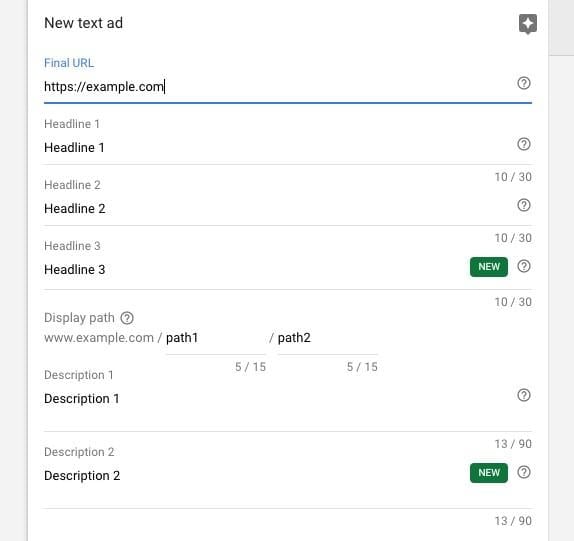 New text ad
Final URL
https://example.com
Headline 1
Headline 1
10 / 30
Headline 2
Headline 2
10 / 30
Headline 3
Headline 3 NEW
10 / 30
Display path
www.example.com / path1 / path2
5 / 15 5 / 15
Description 1
Description 1
13 / 90
Description 2
Description 2 NEW
13 / 90